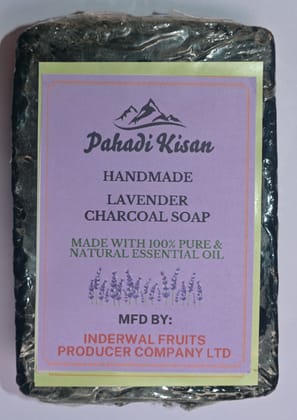 Pahadi Kisan
HANDMADE
LAVENDER
CHARCOAL SOAP
MADE WITH 100% PURE &
NATURAL ESSENTIAL OIL
MFD BY:
INDERWAL FRUITS
PRODUCER COMPANY LTD